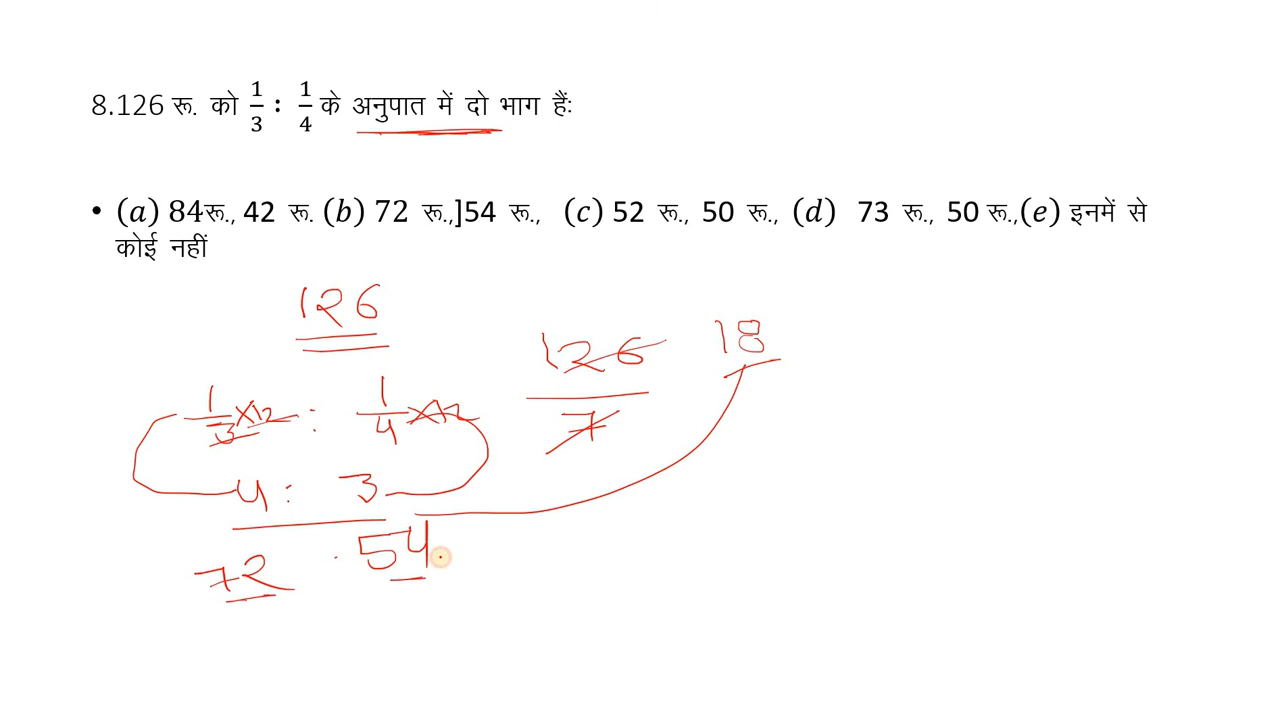 8.126 रू. को 1/3 : 1/4 के अनुपात में दो भाग हैंः
• (a) 84रू., 42 रू. (b) 72 रू.,]54 रू., (c) 52 रू., 50 रू., (d) 73 रू., 50 रू.,(e) इनमें से
कोई नहीं
126
126/7 18
1/3 ×12 : 1/4 ×12
4 : 3
72 . 54